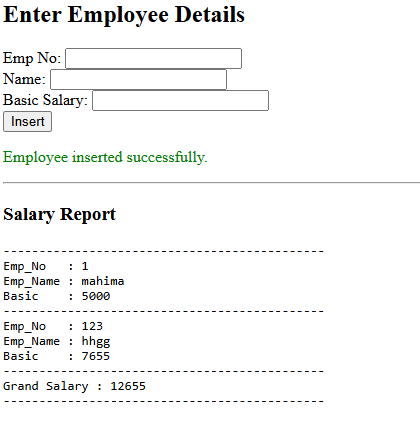 Enter Employee Details
Emp No:
Name:
Basic Salary:
Insert
Employee inserted successfully.
Salary Report
--------------------------------------------
Emp_No   : 1
Emp_Name : mahima
Basic    : 5000
--------------------------------------------
Emp_No   : 123
Emp_Name : hhgg
Basic    : 7655
--------------------------------------------
Grand Salary : 12655
--------------------------------------------